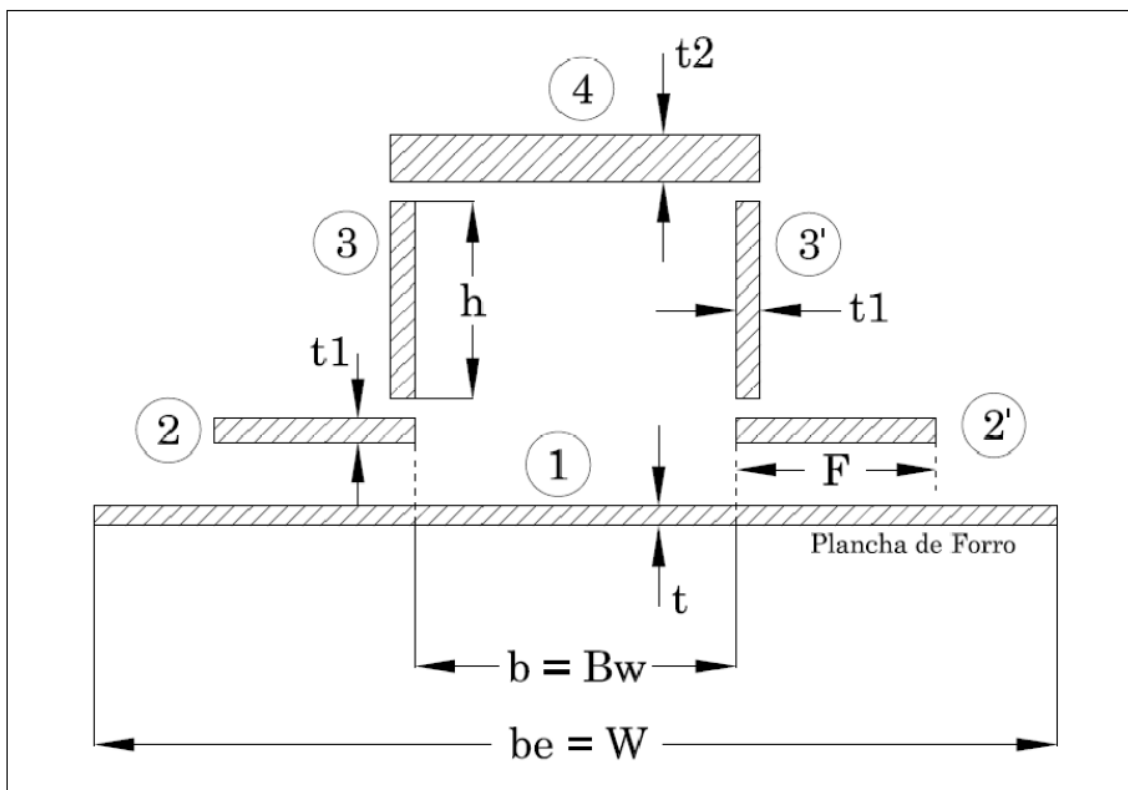 t2
4
3
3'
h
t1
t1
2
2'
1
F
Plancha de Forro
t
b = Bw
be = W